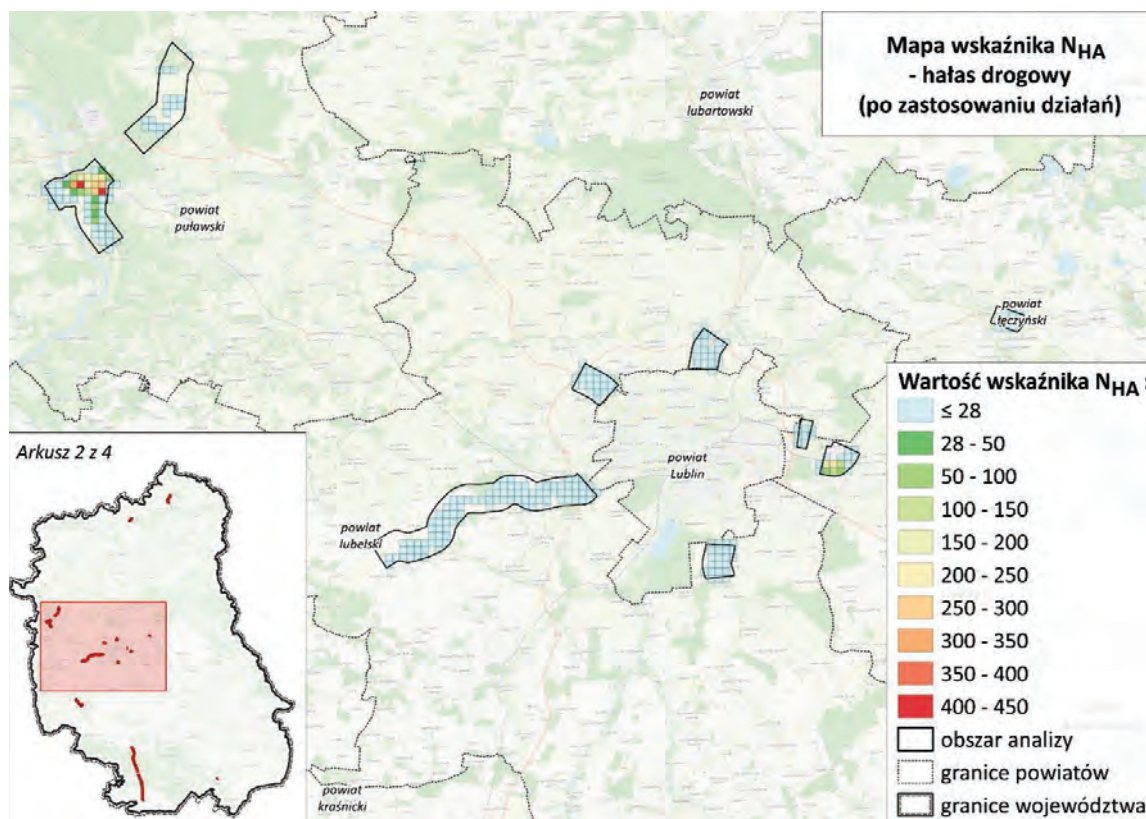 Mapa wskaźnika NHA
- hałas drogowy
(po zastosowaniu działań)
powiat
lubartowski
powiat
puławski
powiat
łęczyński
powiat
Lublin
powiat
lubelski
powiat
kraśnicki
Arkusz 2 z 4
Wartość wskaźnika NHA :
≤ 28
28 - 50
50 - 100
100 - 150
150 - 200
200 - 250
250 - 300
300 - 350
350 - 400
400 - 450
obszar analizy
granice powiatów
granice województwa